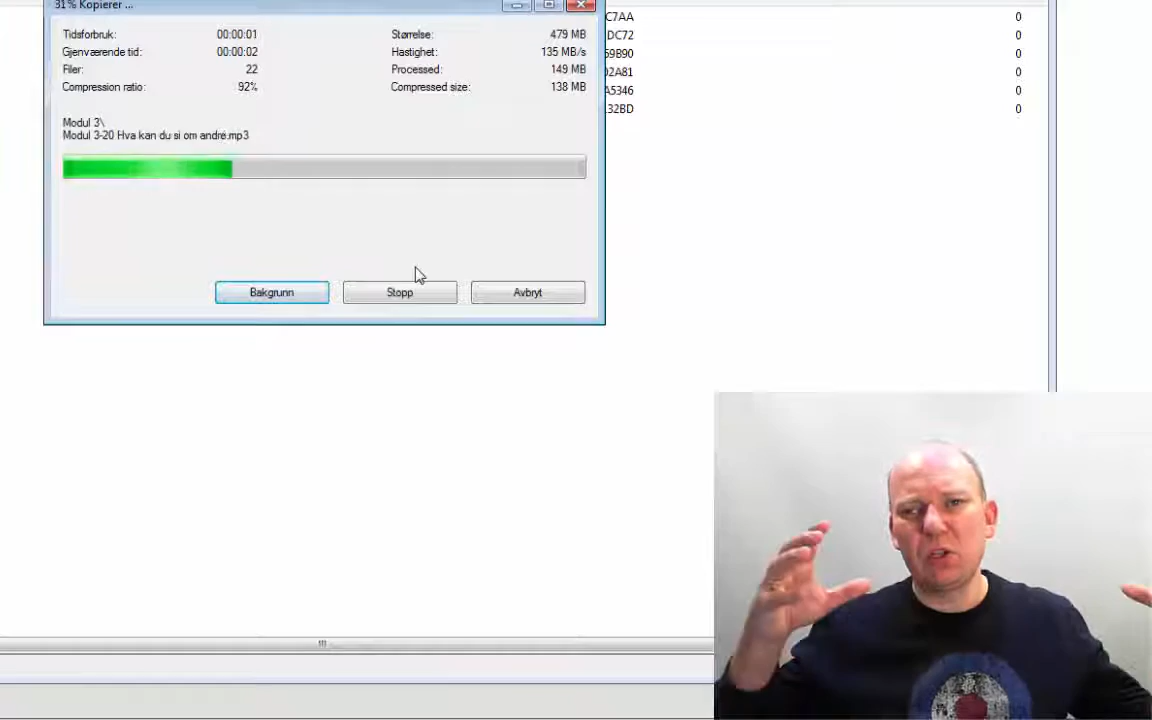 31% Kopierer ...
Tidsforbruk: 00:00:01 Størrelse: 479 MB
Gjenværende tid: 00:00:02 Hastighet: 135 MB/s
Filer: 22 Processed: 149 MB
Compression ratio: 92% Compressed size: 138 MB
Modul 3\
Modul 3-20 Hva kan du si om andre.mp3
Bakgrunn Stopp Avbryt
C7AA 0
DC72 0
59B90 0
02A81 0
A5346 0
132BD 0